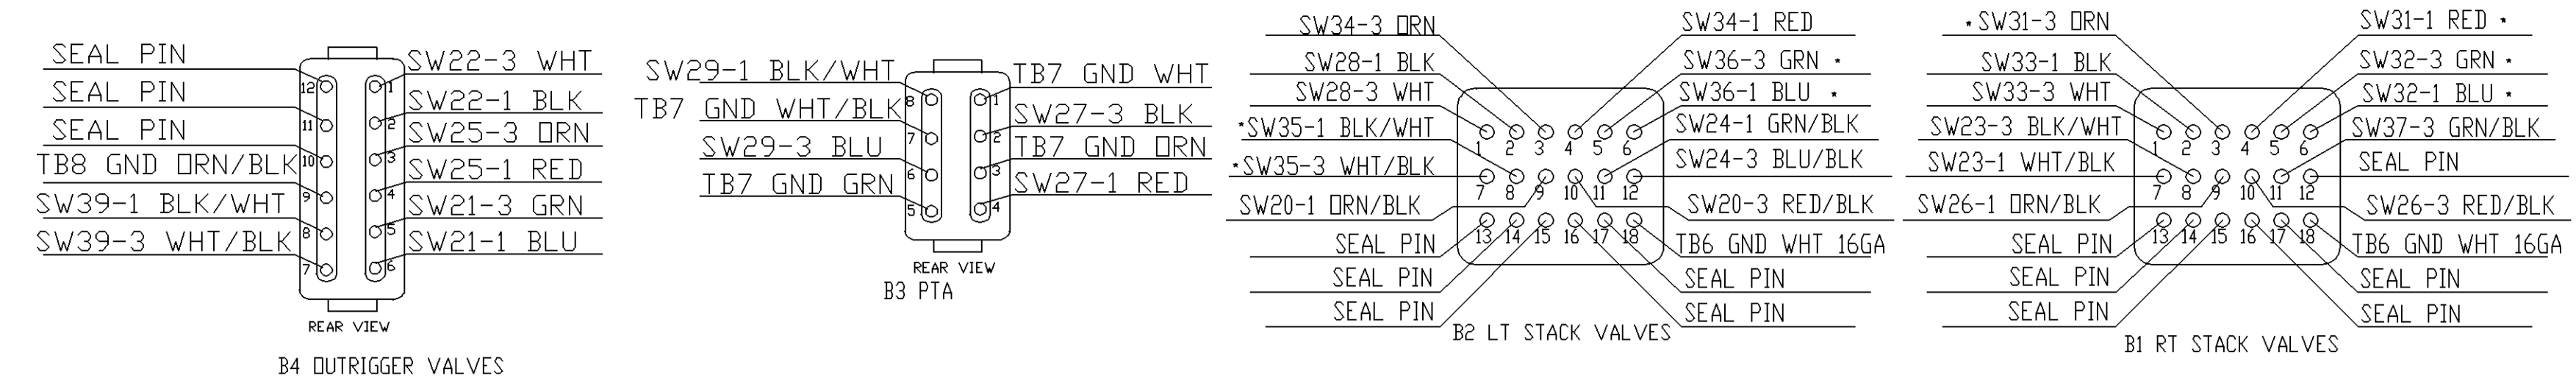 SEAL PIN
SEAL PIN
SEAL PIN
TB8 GND ORN/BLK
SW39-1 BLK/WHT
SW39-3 WHT/BLK
12
11
10
9
8
7
1
2
3
4
5
6
SW22-3 WHT
SW22-1 BLK
SW25-3 ORN
SW25-1 RED
SW21-3 GRN
SW21-1 BLU
REAR VIEW
B4 OUTRIGGER VALVES
SW29-1 BLK/WHT
TB7 GND WHT/BLK
SW29-3 BLU
TB7 GND GRN
8
7
6
5
1
2
3
4
TB7 GND WHT
SW27-3 BLK
TB7 GND ORN
SW27-1 RED
REAR VIEW
B3 PTA
SW34-3 ORN
SW28-1 BLK
SW28-3 WHT
*SW35-1 BLK/WHT
*SW35-3 WHT/BLK
SW20-1 ORN/BLK
SEAL PIN
SEAL PIN
SEAL PIN
1 2 3 4 5 6
7 8 9 10 11 12
13 14 15 16 17 18
SW34-1 RED
SW36-3 GRN *
SW36-1 BLU *
SW24-1 GRN/BLK
SW24-3 BLU/BLK
SW20-3 RED/BLK
TB6 GND WHT 16GA
SEAL PIN
SEAL PIN
B2 LT STACK VALVES
*SW31-3 ORN
SW33-1 BLK
SW33-3 WHT
SW23-3 BLK/WHT
SW23-1 WHT/BLK
SW26-1 ORN/BLK
SEAL PIN
SEAL PIN
SEAL PIN
1 2 3 4 5 6
7 8 9 10 11 12
13 14 15 16 17 18
SW31-1 RED *
SW32-3 GRN *
SW32-1 BLU *
SW37-3 GRN/BLK
SEAL PIN
SW26-3 RED/BLK
TB6 GND WHT 16GA
SEAL PIN
SEAL PIN
B1 RT STACK VALVES